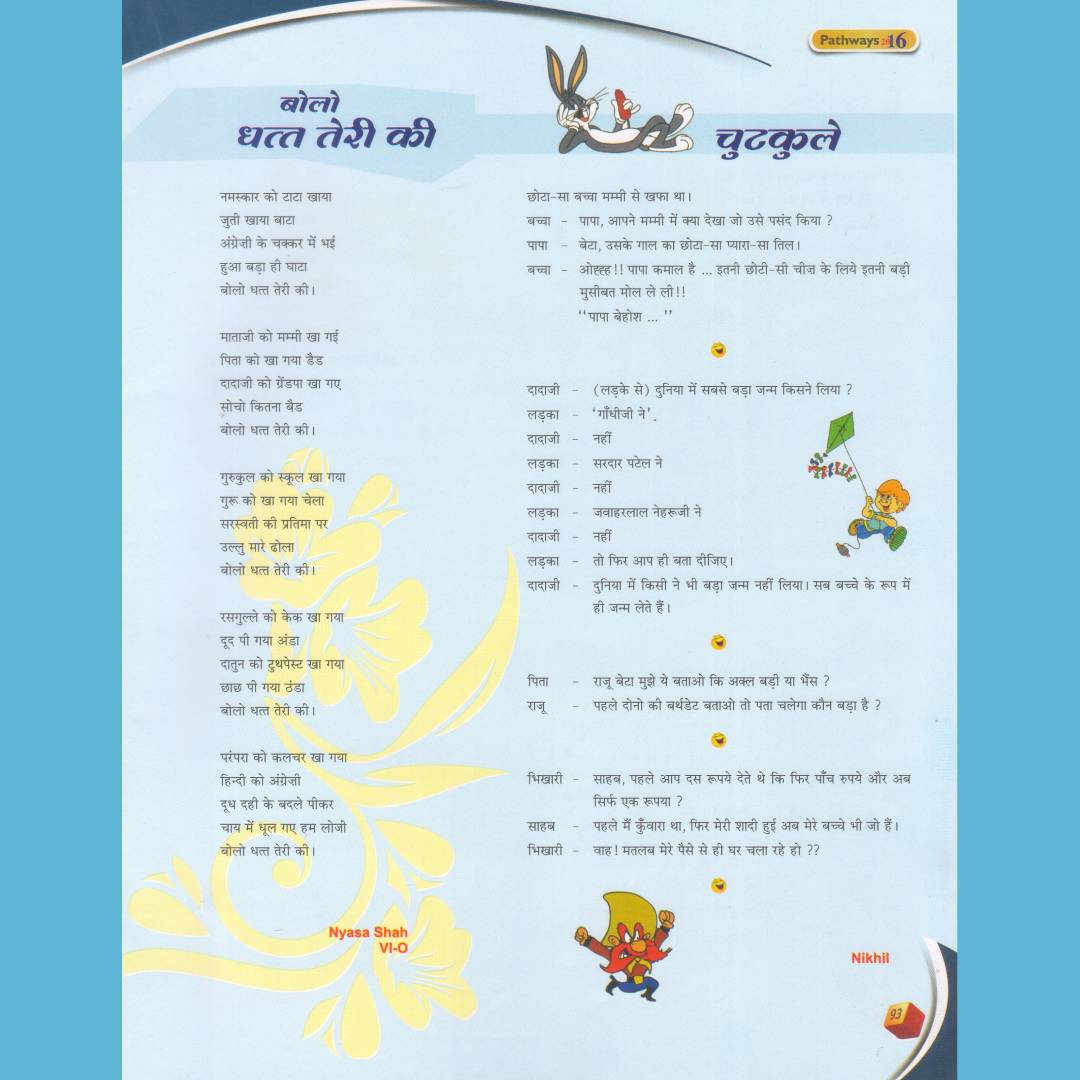 Pathways 2016
बोलो
धत्त तेरी की
नमस्कार को टाटा खाया
जुती खाया बाटा
अंग्रेज़ी के चक्कर में भई
हुआ बड़ा ही घाटा
बोलो धत्त तेरी की।
माताजी को मम्मी खा गई
पिता को खा गया डैड
दादाजी को ग्रेंडपा खा गए
सोचो कितना बैड
बोलो धत्त तेरी की।
गुरुकुल को स्कूल खा गया
गुरू को खा गया चेला
सरस्वती की प्रतिमा पर
उल्लु मारे ढोला
बोलो धत्त तेरी की।
रसगुल्ले को केक खा गया
दूद पी गया अंडा
दातुन को टुथपेस्ट खा गया
छाछ पी गया ठंडा
बोलो धत्त तेरी की।
परंपरा को कलचर खा गया
हिन्दी को अंग्रेज़ी
दूध दही के बदले पीकर
चाय में धूल गए हम लोजी
बोलो धत्त तेरी की।
Nyasa Shah
VI-O
चुटकुले
छोटा-सा बच्चा मम्मी से खफा था।
बच्चा - पापा, आपने मम्मी में क्या देखा जो उसे पसंद किया ?
पापा - बेटा, उसके गाल का छोटा-सा प्यारा-सा तिल।
बच्चा - ओह्ह्ह!! पापा कमाल है ... इतनी छोटी-सी चीज़ के लिये इतनी बड़ी
मुसीबत मोल ले ली!!
‘‘पापा बेहोश ... ’’
दादाजी - (लड़के से) दुनिया में सबसे बड़ा जन्म किसने लिया ?
लड़का - ‘गाँधीजी ने’.
दादाजी - नहीं
लड़का - सरदार पटेल ने
दादाजी - नहीं
लड़का - जवाहरलाल नेहरूजी ने
दादाजी - नहीं
लड़का - तो फिर आप ही बता दीजिए।
दादाजी - दुनिया में किसी ने भी बड़ा जन्म नहीं लिया। सब बच्चे के रूप में
ही जन्म लेते हैं।
पिता - राजू बेटा मुझे ये बताओ कि अक्ल बड़ी या भैंस ?
राजू - पहले दोनो की बर्थडेट बताओ तो पता चलेगा कौन बड़ा है ?
भिखारी - साहब, पहले आप दस रूपये देते थे कि फिर पाँच रुपये और अब
सिर्फ एक रूपया ?
साहब - पहले मैं कुँवारा था, फिर मेरी शादी हुई अब मेरे बच्चे भी जो हैं।
भिखारी - वाह! मतलब मेरे पैसे से ही घर चला रहे हो ??
Nikhil
93